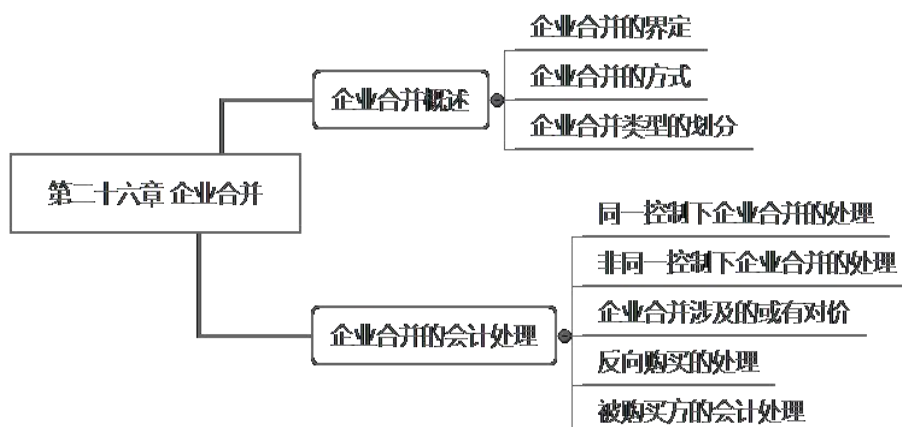 第二十六章 企业合并
企业合并概述
企业合并的界定
企业合并的方式
企业合并类型的划分
企业合并的会计处理
同一控制下企业合并的处理
非同一控制下企业合并的处理
企业合并涉及的或有对价
反向购买的处理
被购买方的会计处理